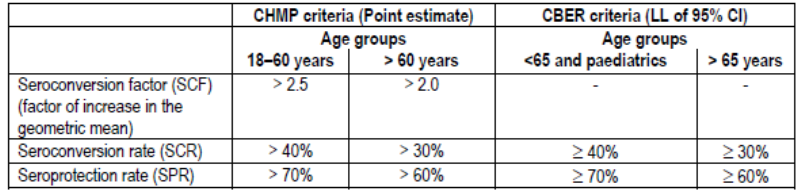 CHMP criteria (Point estimate) CBER criteria (LL of 95% CI)
Age groups Age groups
18–60 years > 60 years <65 and paediatrics > 65 years
Seroconversion factor (SCF) > 2.5 > 2.0 - -
(factor of increase in the
geometric mean)
Seroconversion rate (SCR) > 40% > 30% ≥ 40% ≥ 30%
Seroprotection rate (SPR) > 70% > 60% ≥ 70% ≥ 60%